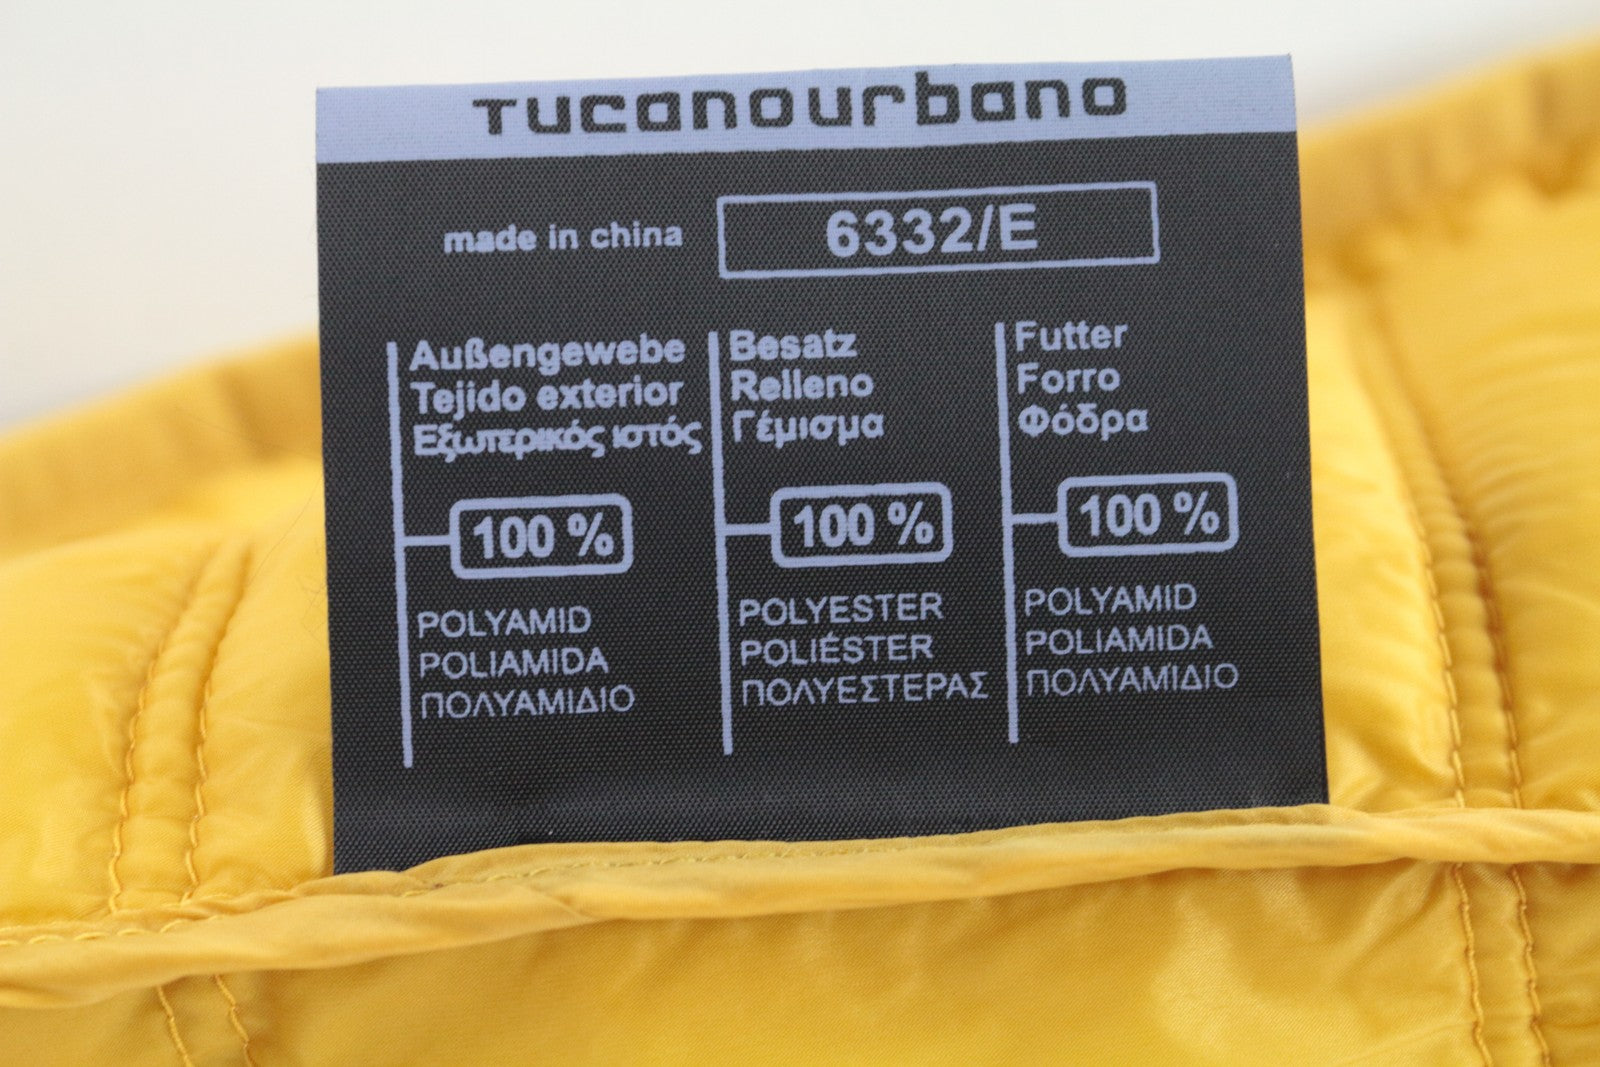 TUCANOURBANO
made in china
6332/E
Außengewebe
Tejido exterior
Εξωτερικός ιστός
100 %
POLYAMID
POLIAMIDA
ΠΟΛΥΑΜΙΔΙΟ
Besatz
Relleno
Γέμισμα
100 %
POLYESTER
POLIÉSTER
ΠΟΛΥΕΣΤΕΡΑΣ
Futter
Forro
Φόδρα
100 %
POLYAMID
POLIAMIDA
ΠΟΛΥΑΜΙΔΙΟ